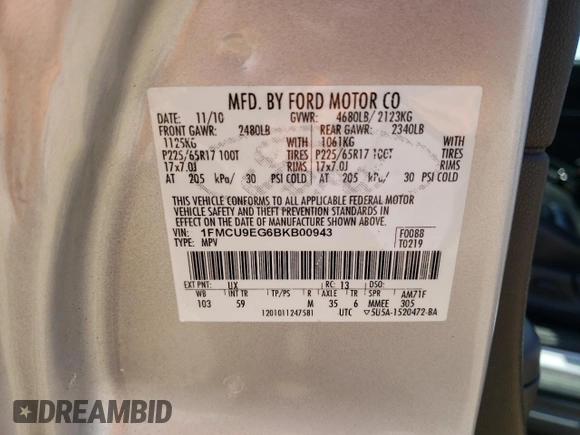 MFD. BY FORD MOTOR CO
DATE: 11/10 GVWR: 4680LB/ 2123KG
FRONT GAWR: 2480LB REAR GAWR: 2340LB
1125KG WITH 1061KG WITH
P225/65R17 100T TIRES P225/65R17 100T TIRES
17x7.0J RIMS 17x7.0J RIMS
AT 205 kPa/ 30 PSI COLD AT 205 kPa/ 30 PSI COLD
THIS VEHICLE CONFORMS TO ALL APPLICABLE FEDERAL MOTOR
VEHICLE SAFETY AND THEFT PREVENTION STANDARDS IN
EFFECT ON THE DATE OF MANUFACTURE SHOWN ABOVE.
VIN: 1FMCU9EG6BKB00943 F0088
TYPE: MPV T0219
EXT PNT: UX RC: 13 DSO:
WB INT TR TP/PS R AXLE TR SPR AM71F
103 59 M 35 6 MMEE 305
1201011247581 UTC ▽5U5A-1520472-BA
DREAMBID